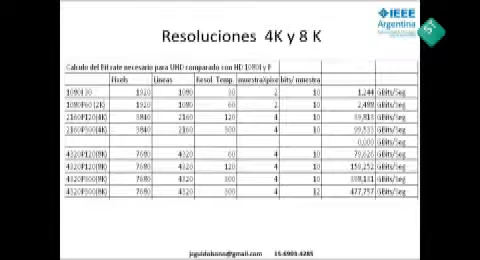 IEEE
Argentina
57
Resoluciones 4K y 8 K
Calculo del Bit rate necesario para UHD comparado con HD 1080I y P
Pixels Lineas Resol. Temp. muestra/pixe bits/ muestra
1080I 30 1920 1080 30 2 10 1,244 GBits/Seg
1080P60 (2K) 1920 1080 60 2 10 2,488 GBits/Seg
2160P120(4K) 3840 2160 120 4 10 39,813 GBits/Seg
2160P300(4K) 3840 2160 300 4 10 99,533 GBits/Seg
0,000 GBits/Seg
4320P120(8K) 7680 4320 60 4 10 79,626 GBits/Seg
4320P120(8K) 7680 4320 120 4 10 159,252 GBits/Seg
4320P300(8K) 7680 4320 300 4 10 398,131 GBits/Seg
4320P300(8K) 7680 4320 300 4 12 477,757 GBits/Seg
jcguidobono@gmail.com 15-6903-4285